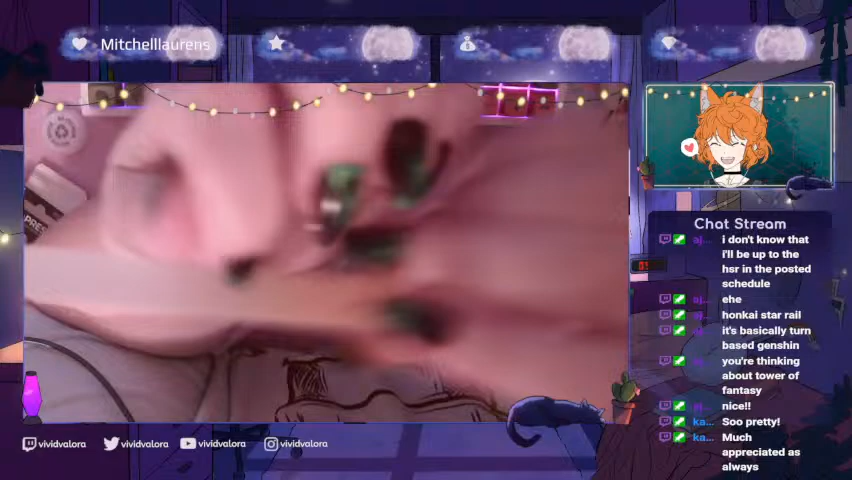 Mitchelllaurens
Chat Stream
i don't know that
i'll be up to the
hsr in the posted
schedule
ehe
honkai star rail
it's basically turn
based genshin
you're thinking
about tower of
fantasy
nice!!
ka... Soo pretty!
ka... Much
appreciated as
always
vividvalora vividvalora vividvalora vividvalora